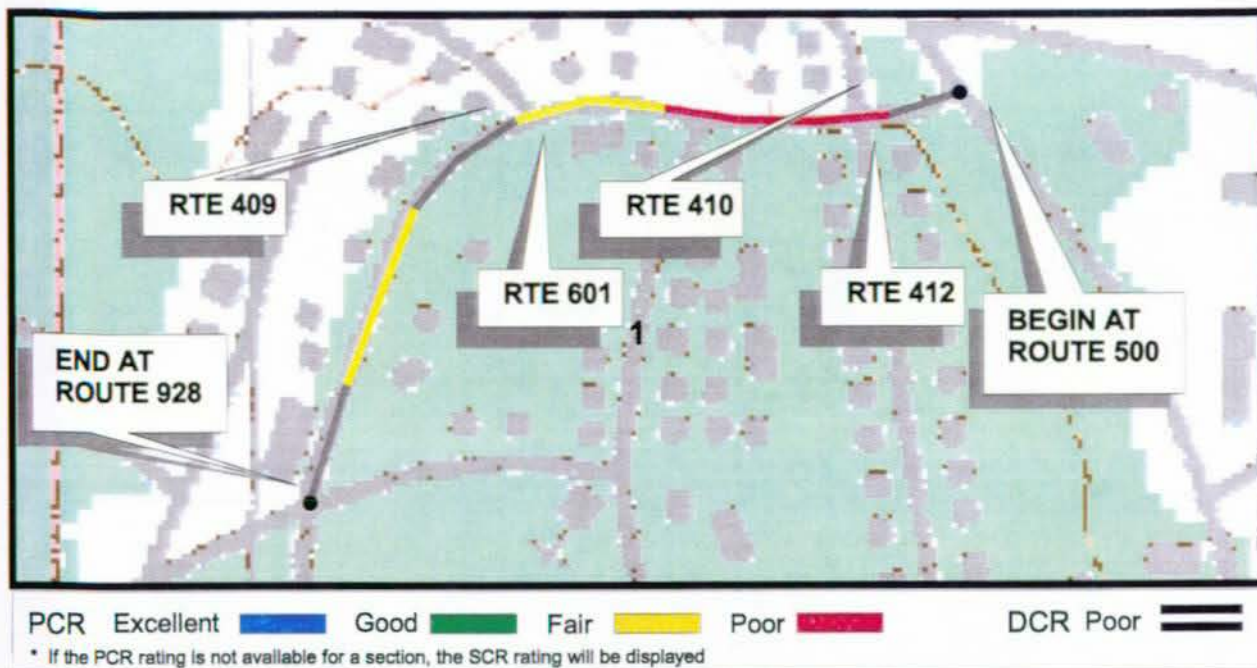 RTE 409
RTE 410
RTE 601
RTE 412
BEGIN AT
ROUTE 500
1
END AT
ROUTE 928
PCR Excellent Good Fair Poor DCR Poor
* If the PCR rating is not available for a section, the SCR rating will be displayed